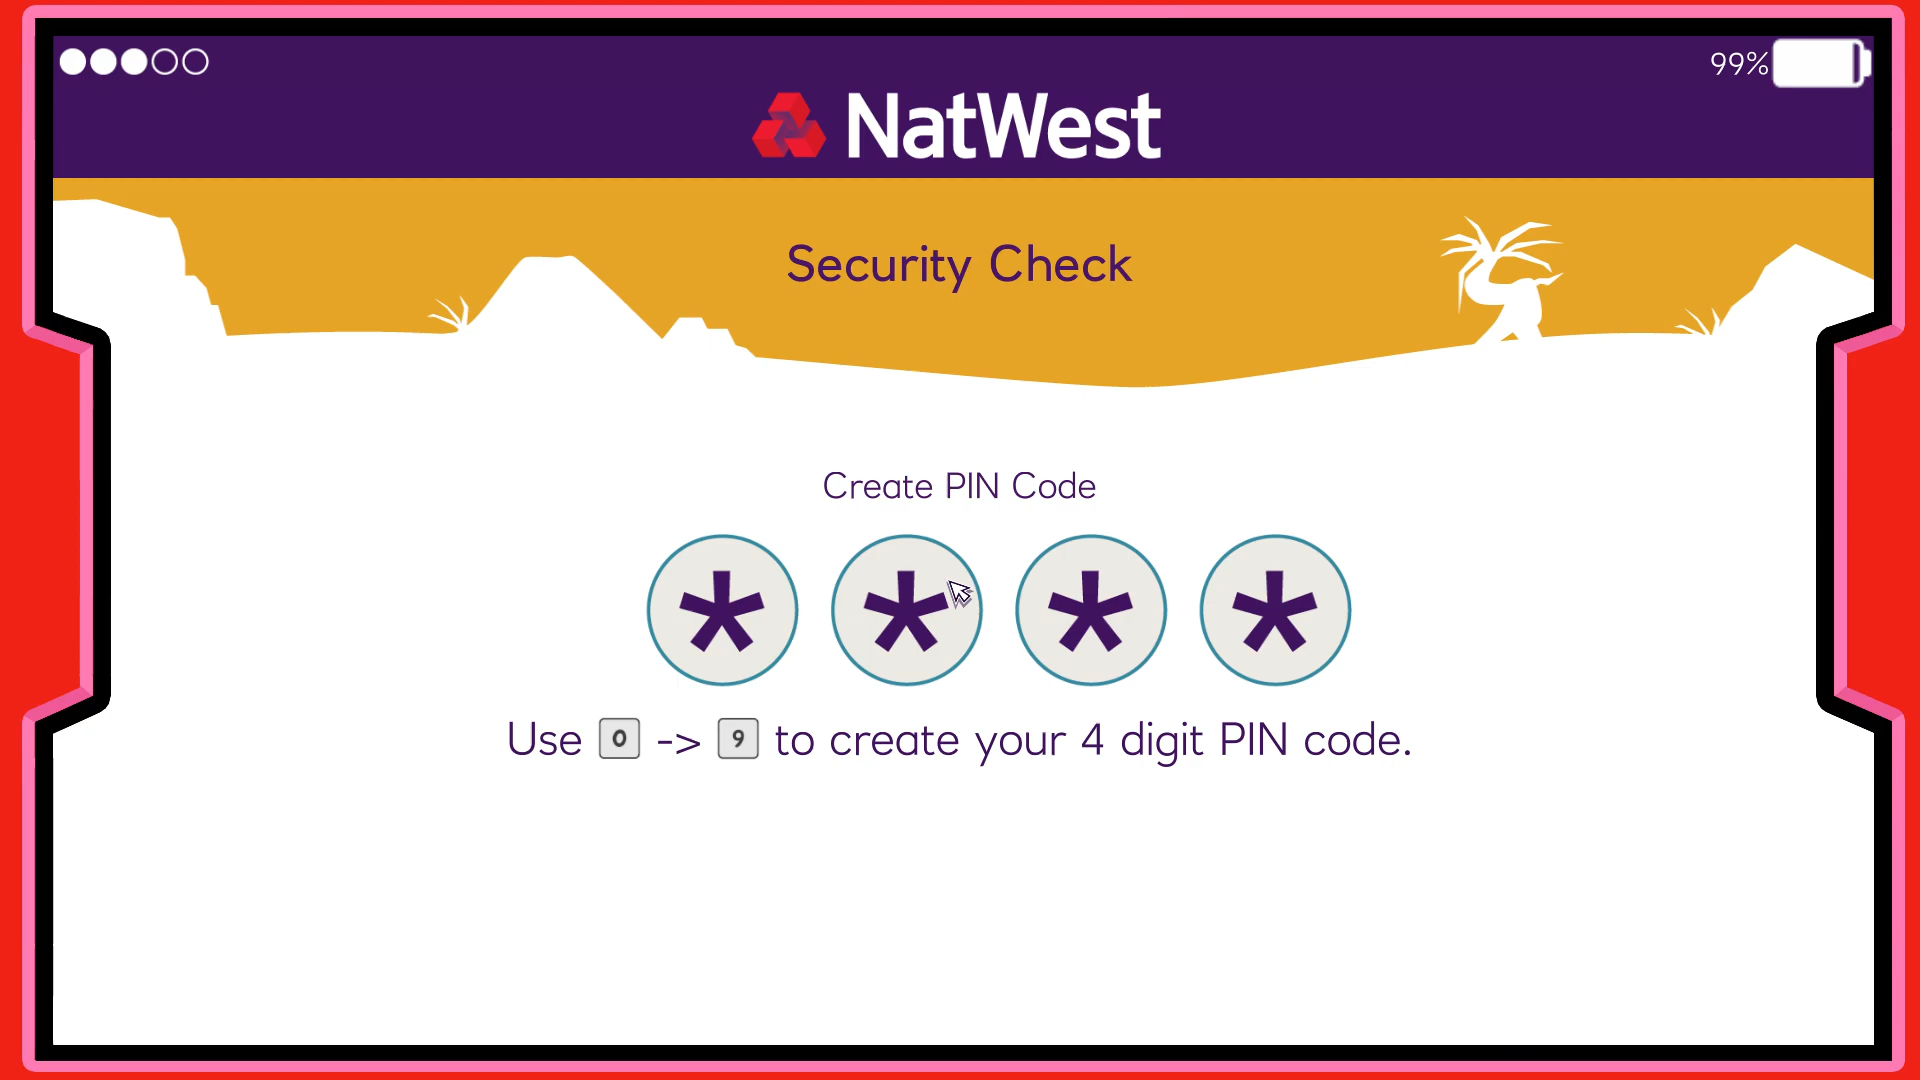 99%
NatWest
Security Check
Create PIN Code
* * * *
Use 0 -> 9 to create your 4 digit PIN code.